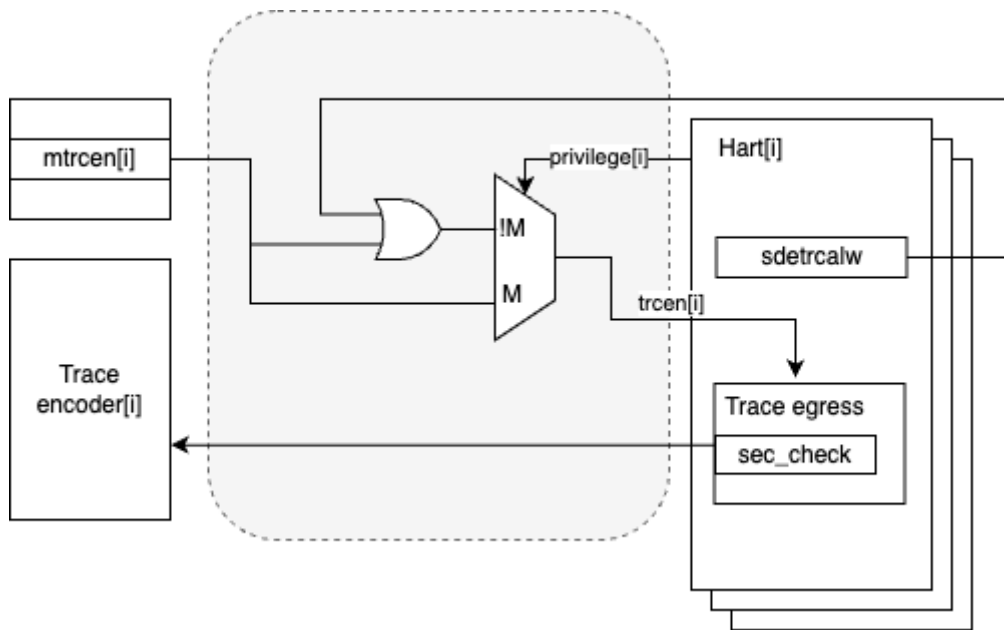 mtrcen[i]
privilege[i]
Hart[i]
!M
sdetrcalw
M
trcen[i]
Trace
encoder[i]
Trace egress
sec_check